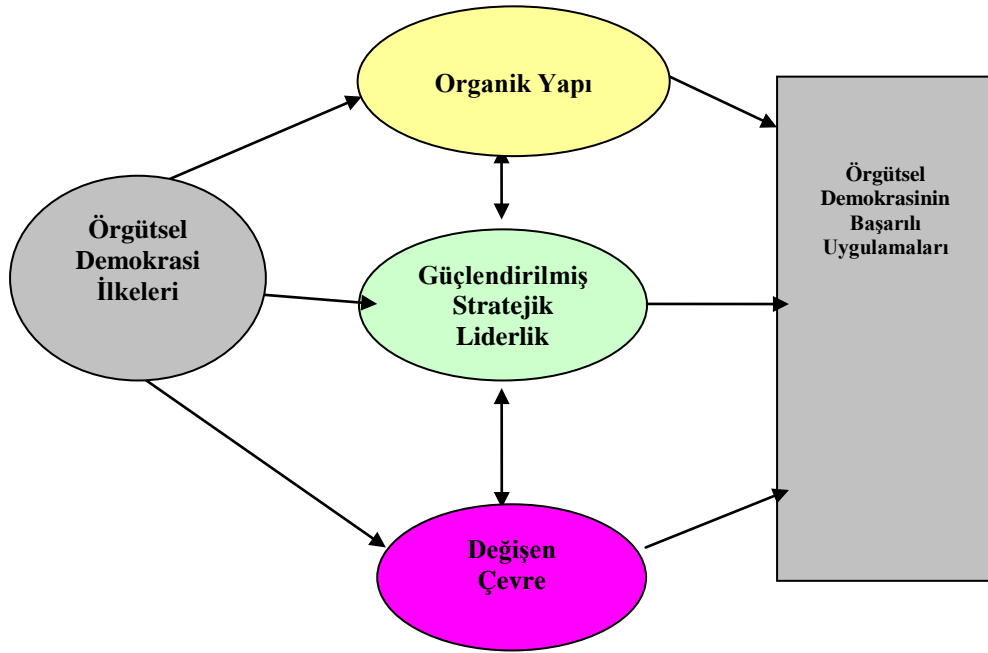 Organik Yapı
Örgütsel
Demokrasi
İlkeleri
Güçlendirilmiş
Stratejik
Liderlik
Değişen
Çevre
Örgütsel
Demokrasinin
Başarılı
Uygulamaları